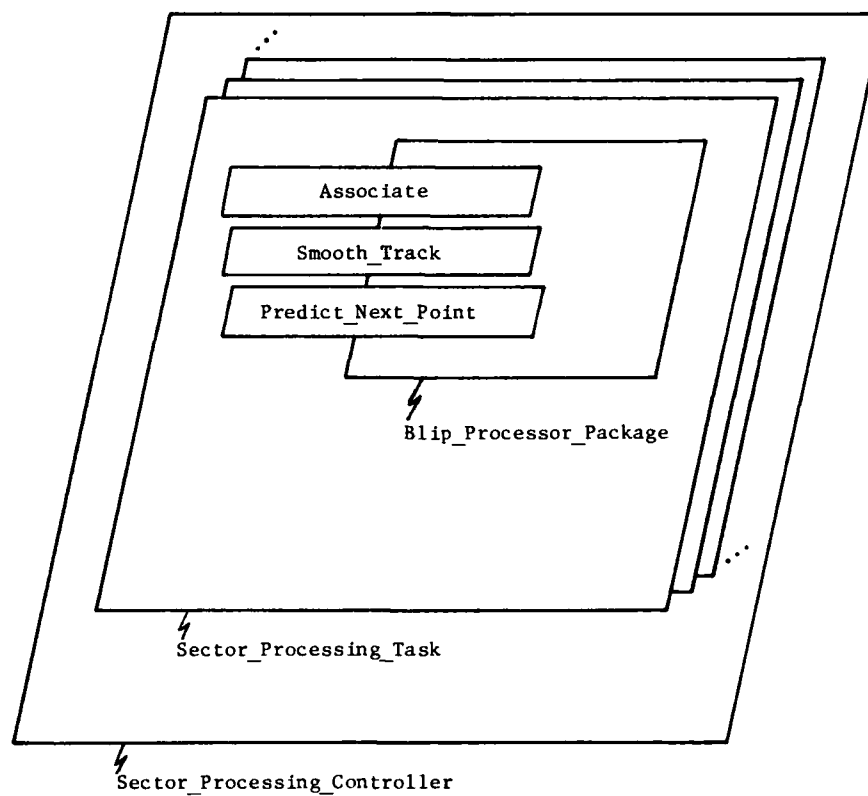 Associate
Smooth_Track
Predict_Next_Point
Blip_Processor_Package
Sector_Processing_Task
Sector_Processing_Controller